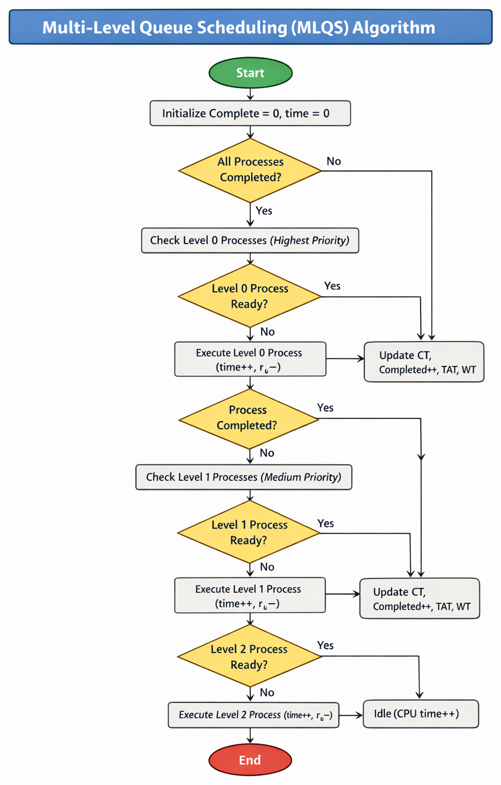 Multi-Level Queue Scheduling (MLQS) Algorithm
Start
Initialize Complete = 0, time = 0
All Processes
Completed?
No
Yes
Check Level 0 Processes (Highest Priority)
Level 0 Process
Ready?
Yes
No
Execute Level 0 Process
(time++, r
Update CT,
Completed++, TAT, WT
Process
Completed?
Yes
No
Check Level 1 Processes (Medium Priority)
Level 1 Process
Ready?
Yes
No
Execute Level 1 Process
(time++, r
Update CT,
Completed++, TAT, WT
Level 2 Process
Ready?
Yes
No
Execute Level 2 Process (time++, r
Idle (CPU time++)
End